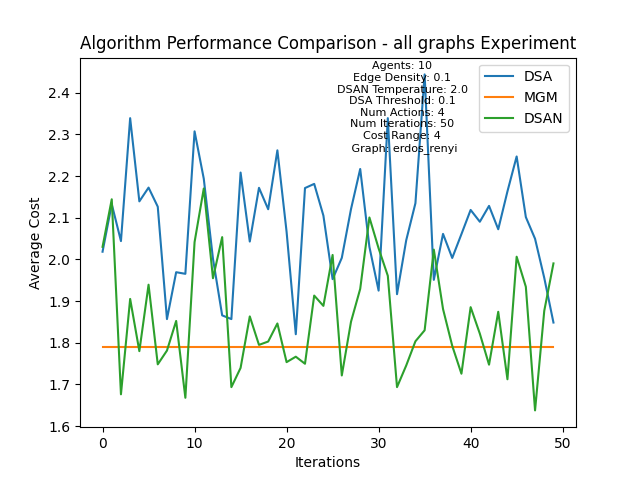 Algorithm Performance Comparison - all graphs Experiment
Agents: 10
Edge Density: 0.1
DSAN Temperature: 2.0
DSA Threshold: 0.1
Num Actions: 4
Num Iterations: 50
Cost Range: 4
Graph: erdos_renyi
DSA
MGM
DSAN
Average Cost
2.4
2.3
2.2
2.1
2.0
1.9
1.8
1.7
1.6
0 10 20 30 40 50
Iterations